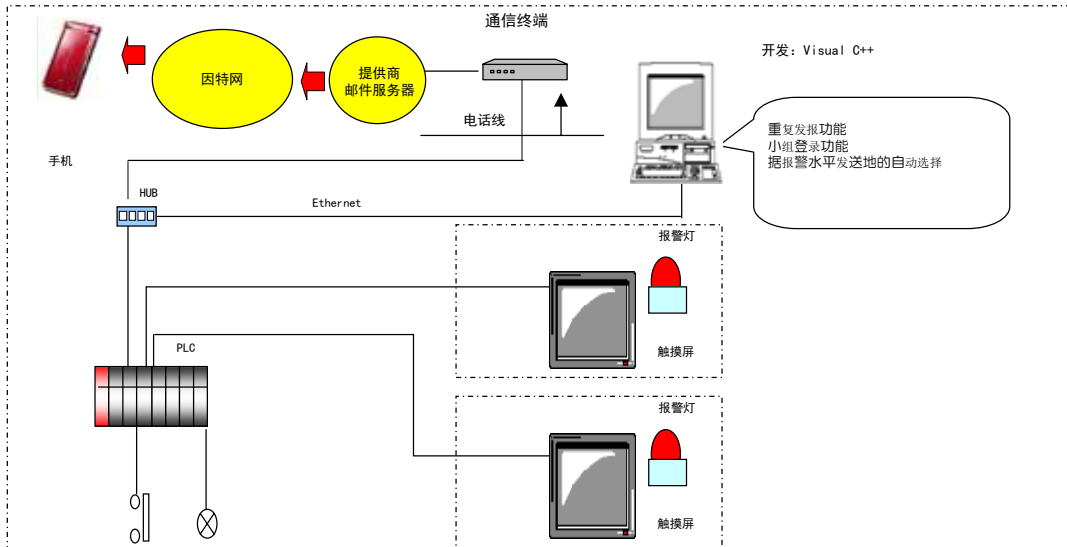 通信终端
开发: Visual C++
因特网
提供商
邮件服务器
电话线
重复发报功能
小组登录功能
据报警水平发送地的自动选择
手机
HUB
Ethernet
报警灯
触摸屏
PLC
报警灯
触摸屏